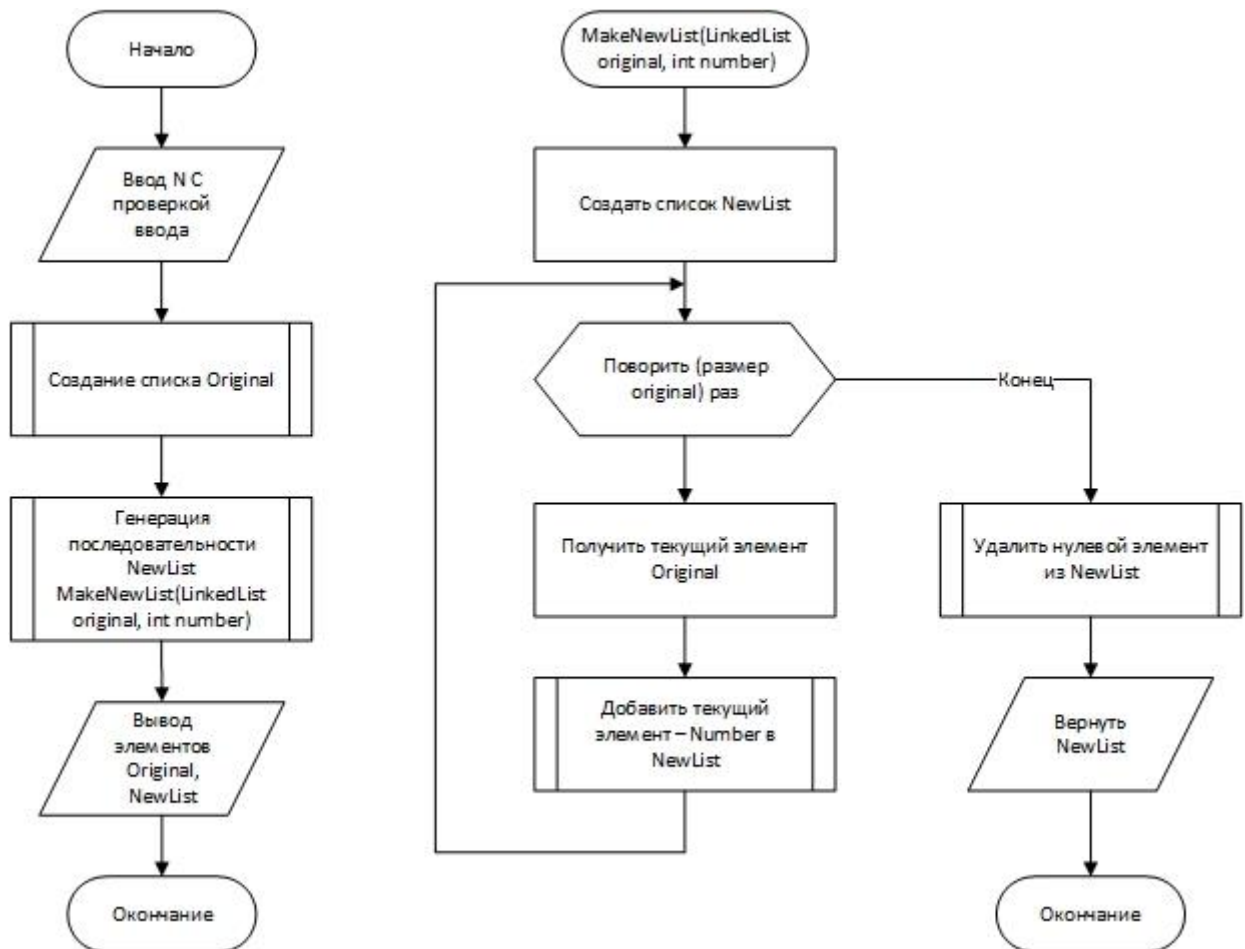 Начало
Ввод N С
проверкой
ввода
Создание списка Original
Генерация
последовательности
NewList
MakeNewList(LinkedList
original, int number)
Вывод
элементов
Original,
NewList
Окончание
MakeNewList(LinkedList
original, int number)
Создать список NewList
Поворить (размер
original) раз
Конец
Получить текущий элемент
Original
Добавить текущий
элемент – Number в
NewList
Удалить нулевой элемент
из NewList
Вернуть
NewList
Окончание